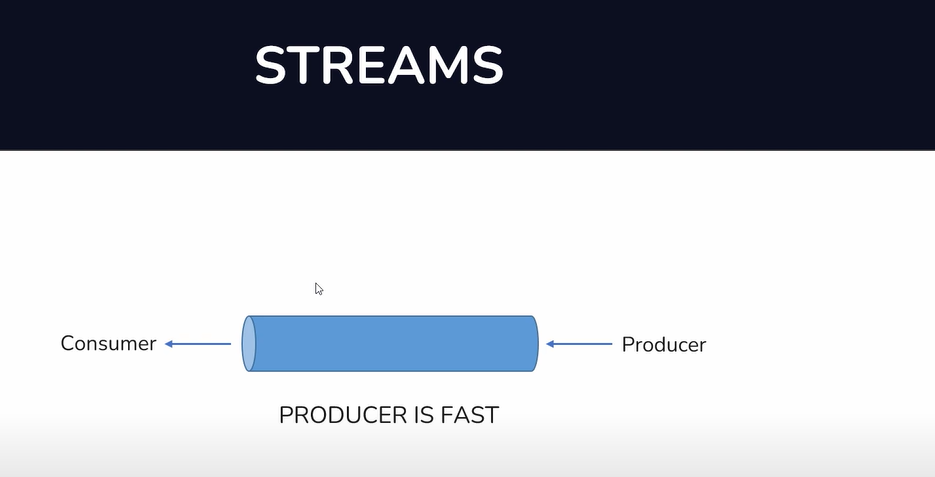 STREAMS
Consumer
Producer
PRODUCER IS FAST